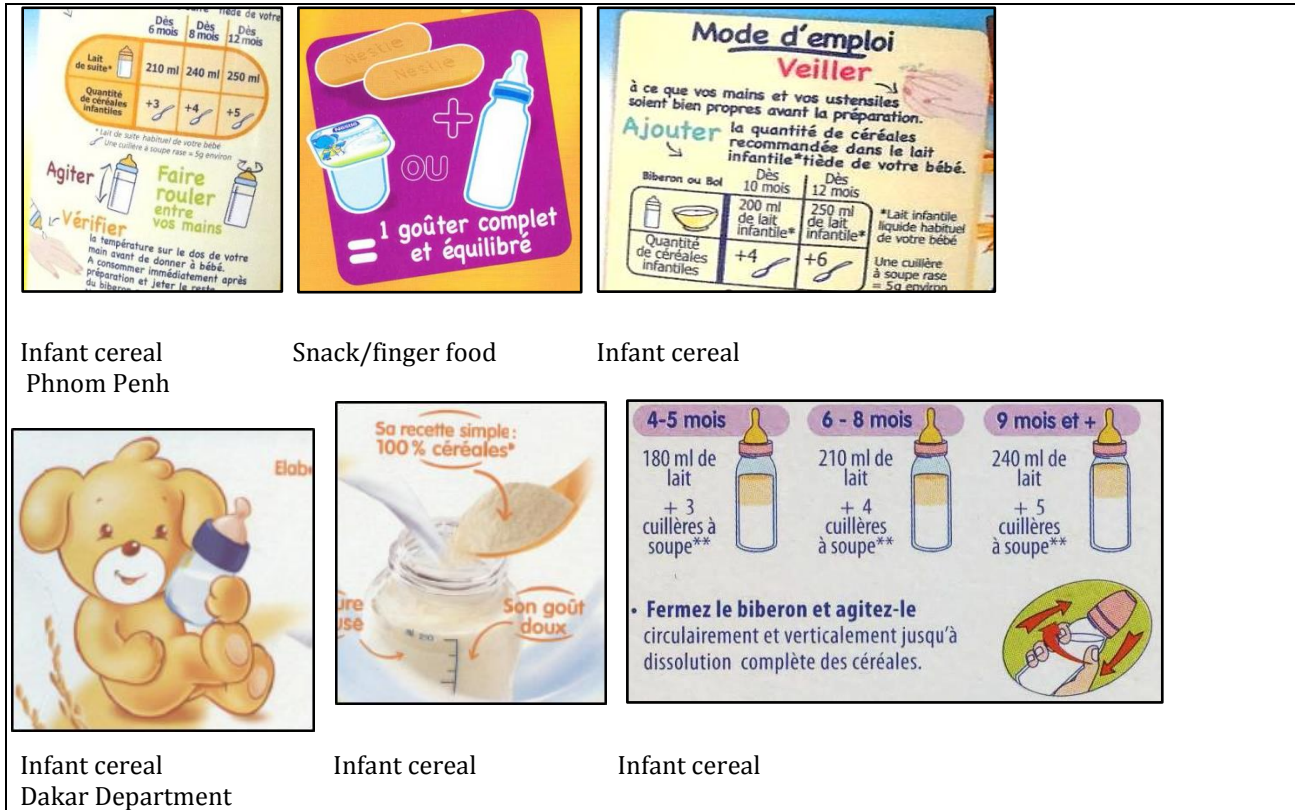 Dès 6 mois Dès 8 mois Dès 12 mois
Lait de suite* 210 ml 240 ml 250 ml
Quantité de céréales infantiles +3 +4 +5
* Lait de suite habituel de votre bébé
Une cuillère à soupe rase = 5g environ
Agiter
Faire
rouler
entre
vos mains
Vérifier
la température sur le dos de votre
main avant de donner à bébé.
A consommer immédiatement après
préparation et jeter le reste
du biberon
Nestlé
Nestlé
Nestlé
+
OU
= 1 goûter complet
et équilibré
Mode d'emploi
Veiller
à ce que vos mains et vos ustensiles
soient bien propres avant la préparation.
Ajouter la quantité de céréales
recommandée dans le lait
infantile*tiède de votre bébé.
Biberon ou Bol Dès 10 mois Dès 12 mois
200 ml de lait infantile* 250 ml de lait infantile*
Quantité de céréales infantiles +4 +6
*Lait infantile
liquide habituel
de votre bébé
Une cuillère
à soupe rase
= 5g environ
Infant cereal Snack/finger food Infant cereal
Phnom Penh
Sa recette simple :
100% céréales*
Son goût
doux
4-5 mois 6 - 8 mois 9 mois et +
180 ml de lait 210 ml de lait 240 ml de lait
+ 3 cuillères à soupe** + 4 cuillères à soupe** + 5 cuillères à soupe**
• Fermez le biberon et agitez-le
circulairement et verticalement jusqu'à
dissolution complète des céréales.
Infant cereal Infant cereal Infant cereal
Dakar Department